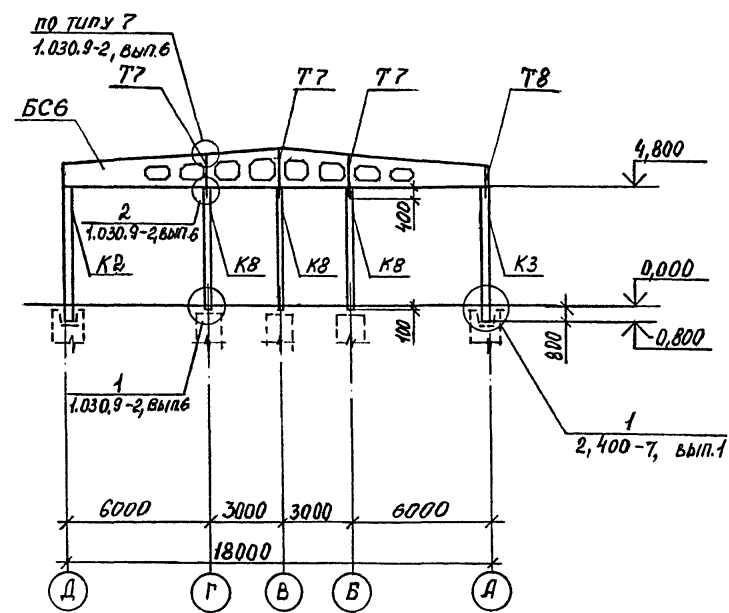 по типу 7
1.030.9-2, вып.6
Т7
Т7
Т7
Т8
БС6
4,800
400
2
1.030.9-2, вып.6
К2
К8
К8
К8
К3
0,000
100
800
-0,800
1
1.030.9-2, вып.6
1
2,400-7, вып.1
6000
3000
3000
6000
18000
Д
Г
В
Б
А